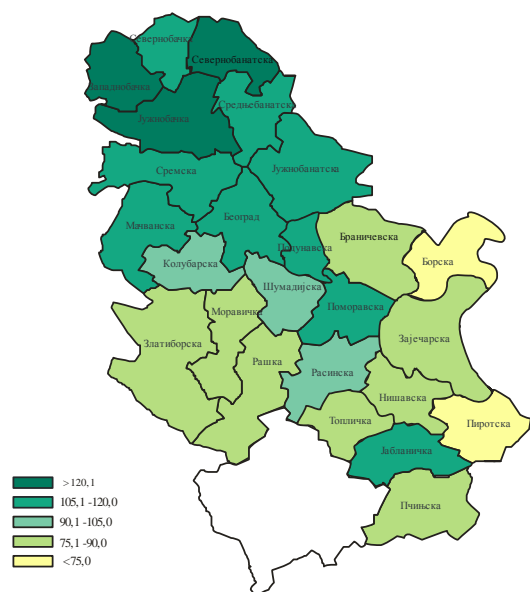 Севернобачка
Севернобанатска
Западнобачка
Јужнобачка
Средњебанатска
Сремска
Јужнобанатска
Мачванска
Београд
Подунавска
Браничевска
Борска
Колубарска
Шумадијска
Моравичка
Поморавска
Златиборска
Рашка
Расинска
Зајечарска
Нишавска
Топличка
Пиротска
Јабланичка
Пчињска
>120,1
105,1 -120,0
90,1 -105,0
75,1 -90,0
<75,0